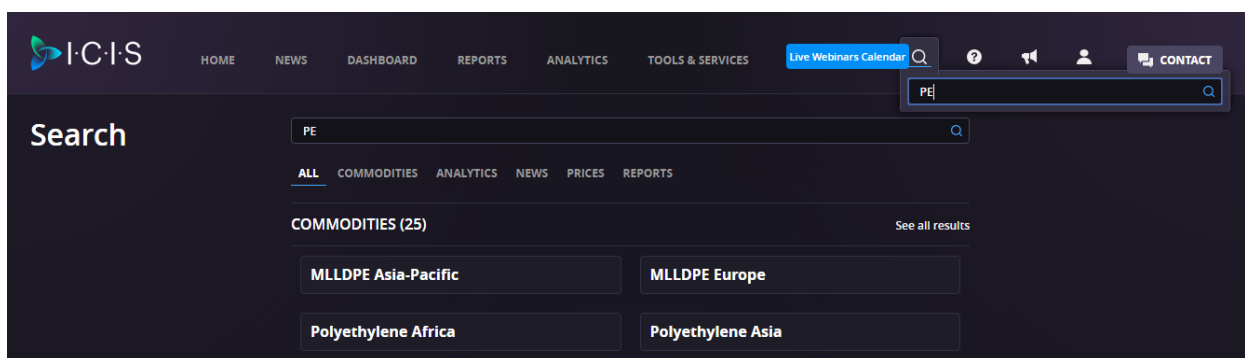 I·C·I·S
HOME NEWS DASHBOARD REPORTS ANALYTICS TOOLS & SERVICES Live Webinars Calendar CONTACT
PE
Search
PE
ALL COMMODITIES ANALYTICS NEWS PRICES REPORTS
COMMODITIES (25) See all results
MLLDPE Asia-Pacific MLLDPE Europe
Polyethylene Africa Polyethylene Asia